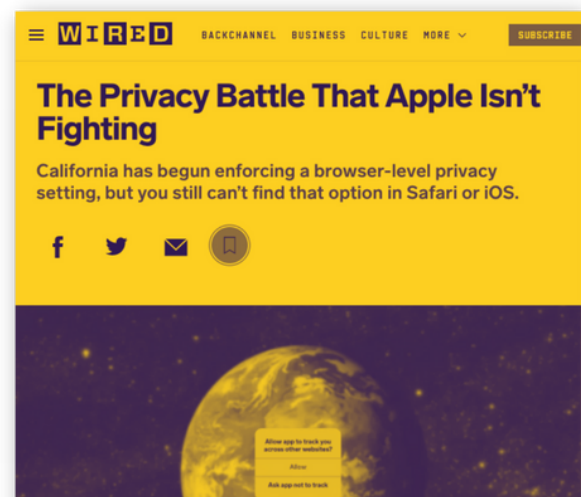 WIRED BACKCHANNEL BUSINESS CULTURE MORE SUBSCRIBE
The Privacy Battle That Apple Isn't
Fighting
California has begun enforcing a browser-level privacy
setting, but you still can't find that option in Safari or iOS.
Allow app to track you
across other websites?
Allow
Ask app not to track